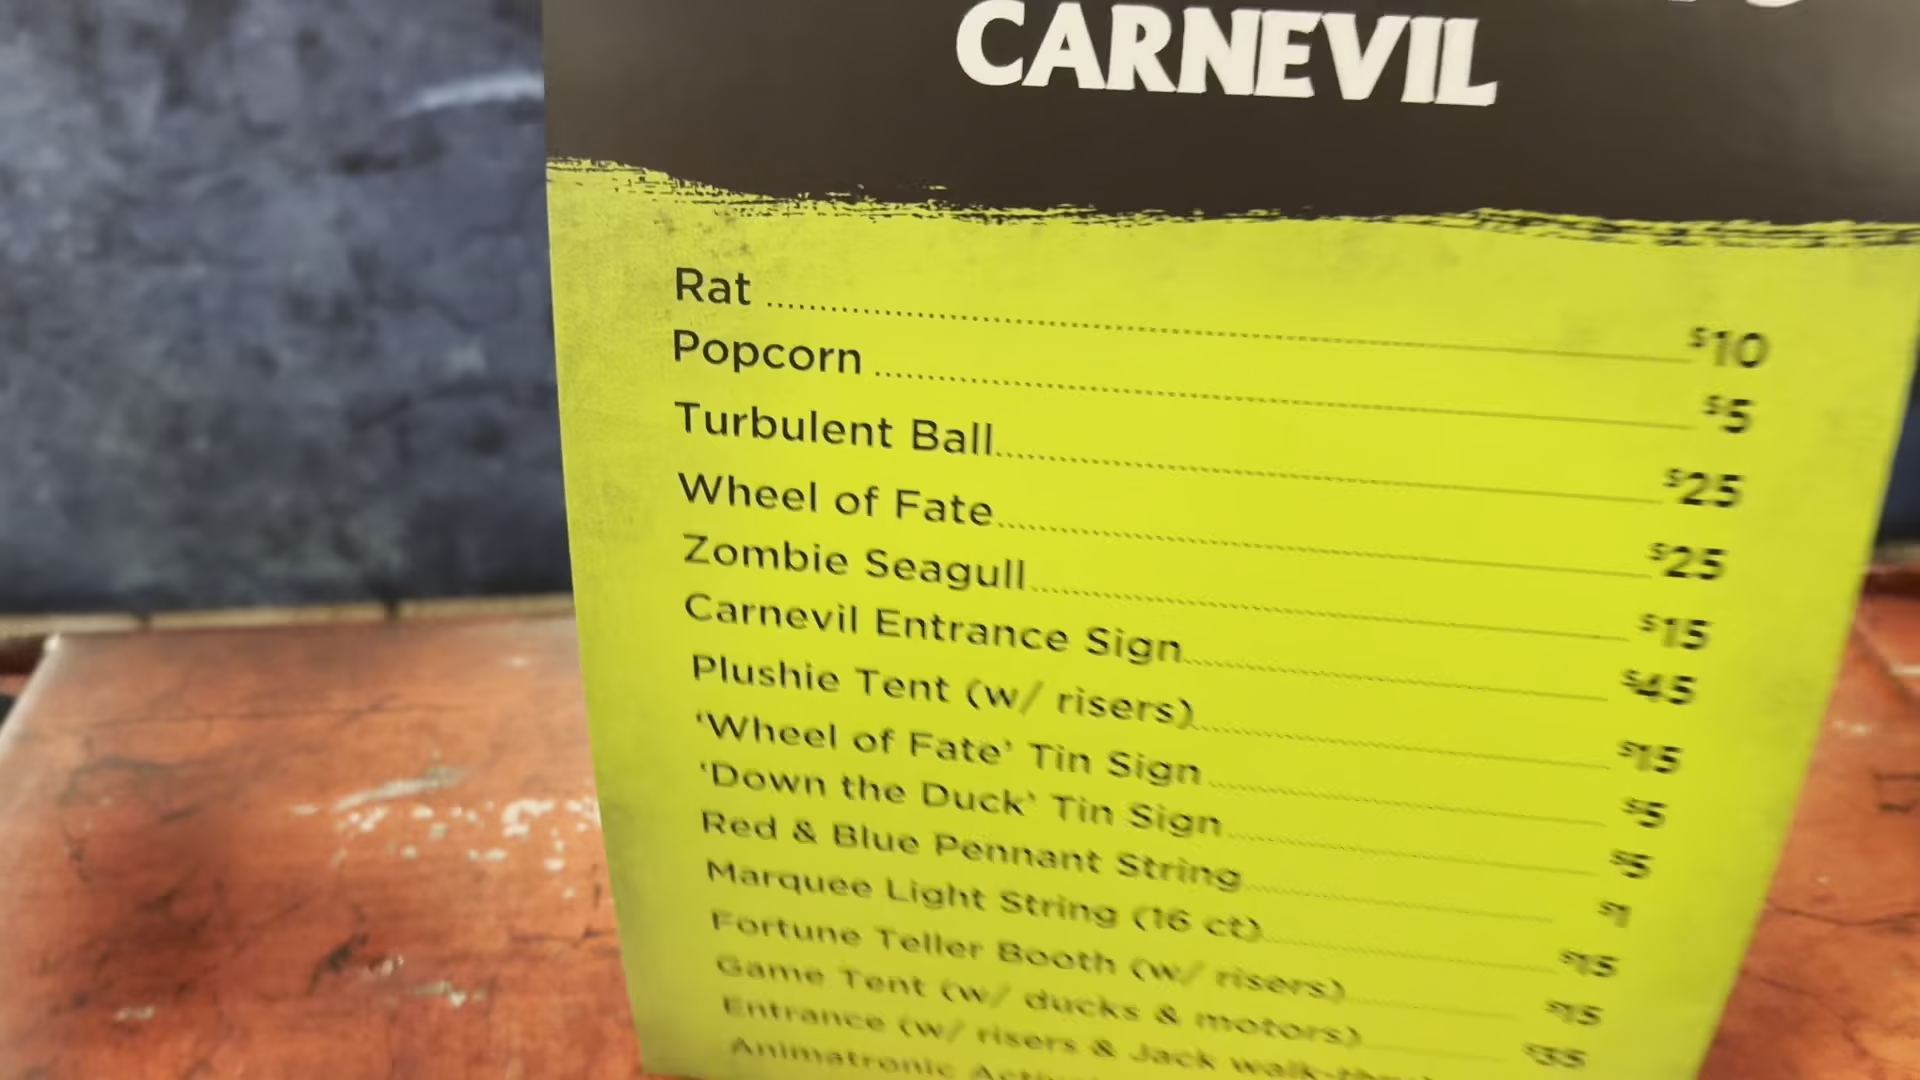 CARNEVIL
Rat $10
Popcorn $5
Turbulent Ball $25
Wheel of Fate $25
Zombie Seagull $15
Carnevil Entrance Sign $45
Plushie Tent (w/ risers) $15
‘Wheel of Fate’ Tin Sign $5
‘Down the Duck’ Tin Sign $5
Red & Blue Pennant String $1
Marquee Light String (16 ct) $15
Fortune Teller Booth (w/ risers) $15
Game Tent (w/ ducks & motors) $35
Entrance (w/ risers & Jack
Animatronic